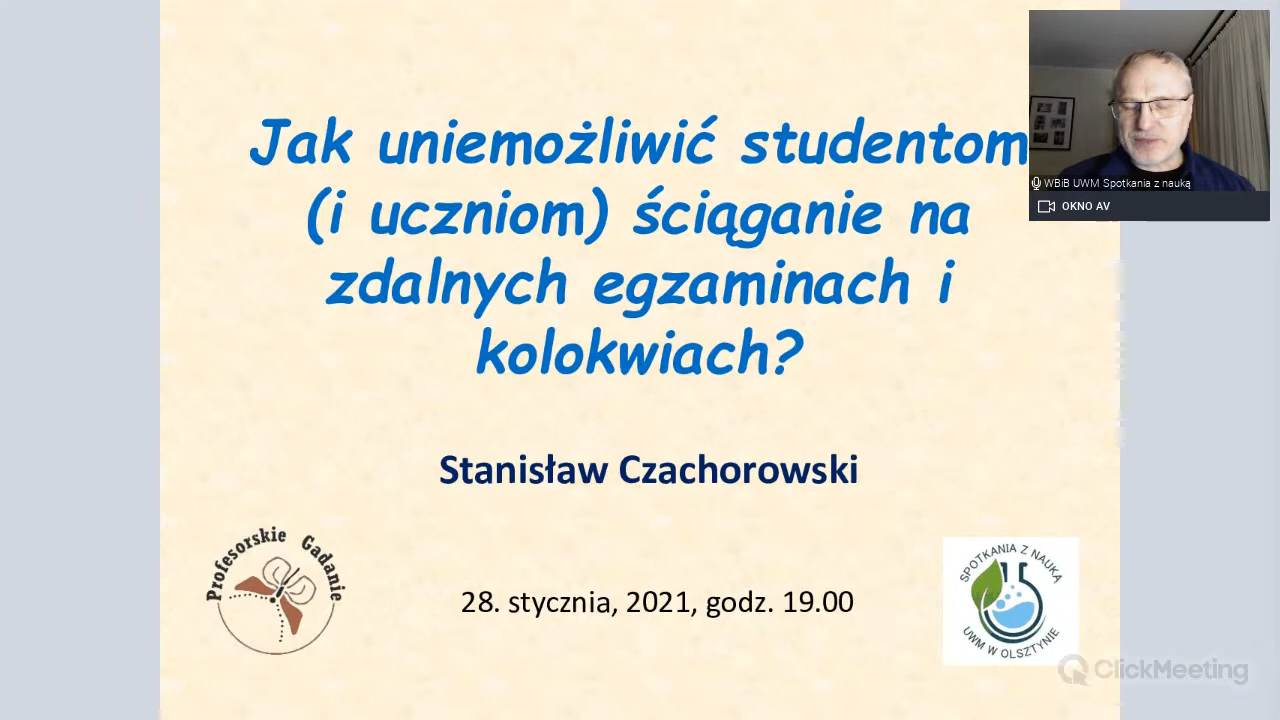 Jak uniemożliwić studentom
(i uczniom) ściąganie na
zdalnych egzaminach i
kolokwiach?
WBiB UWM Spotkania z nauką
OKNO AV
Stanisław Czachorowski
Profesorskie Gadanie
28. stycznia, 2021, godz. 19.00
SPOTKANIA Z NAUKĄ
UWM W OLSZTYNIE
ClickMeeting